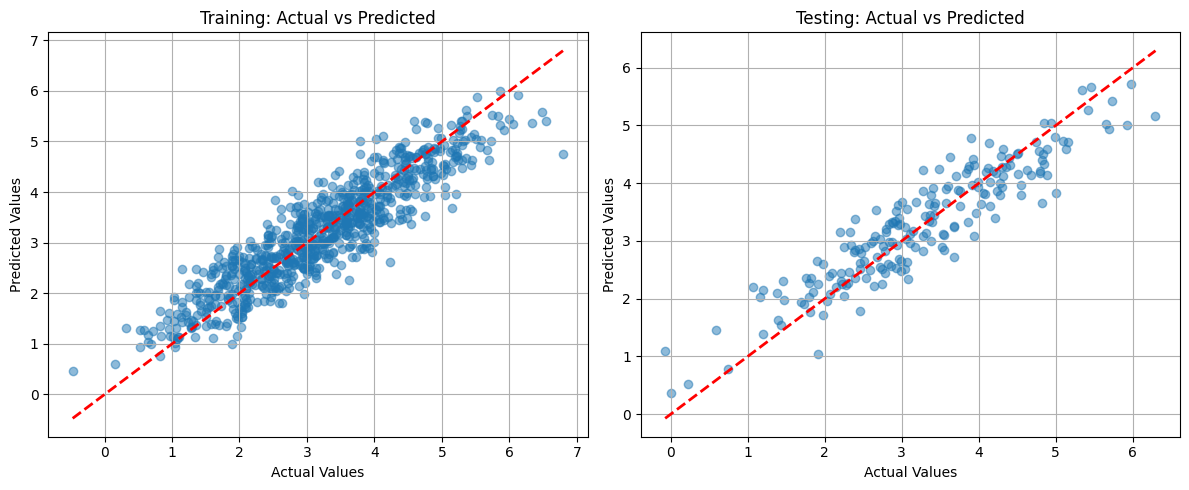 Training: Actual vs Predicted
7
6
5
4
3
2
1
0
Predicted Values
0 1 2 3 4 5 6 7
Actual Values
Testing: Actual vs Predicted
6
5
4
3
2
1
0
Predicted Values
0 1 2 3 4 5 6
Actual Values